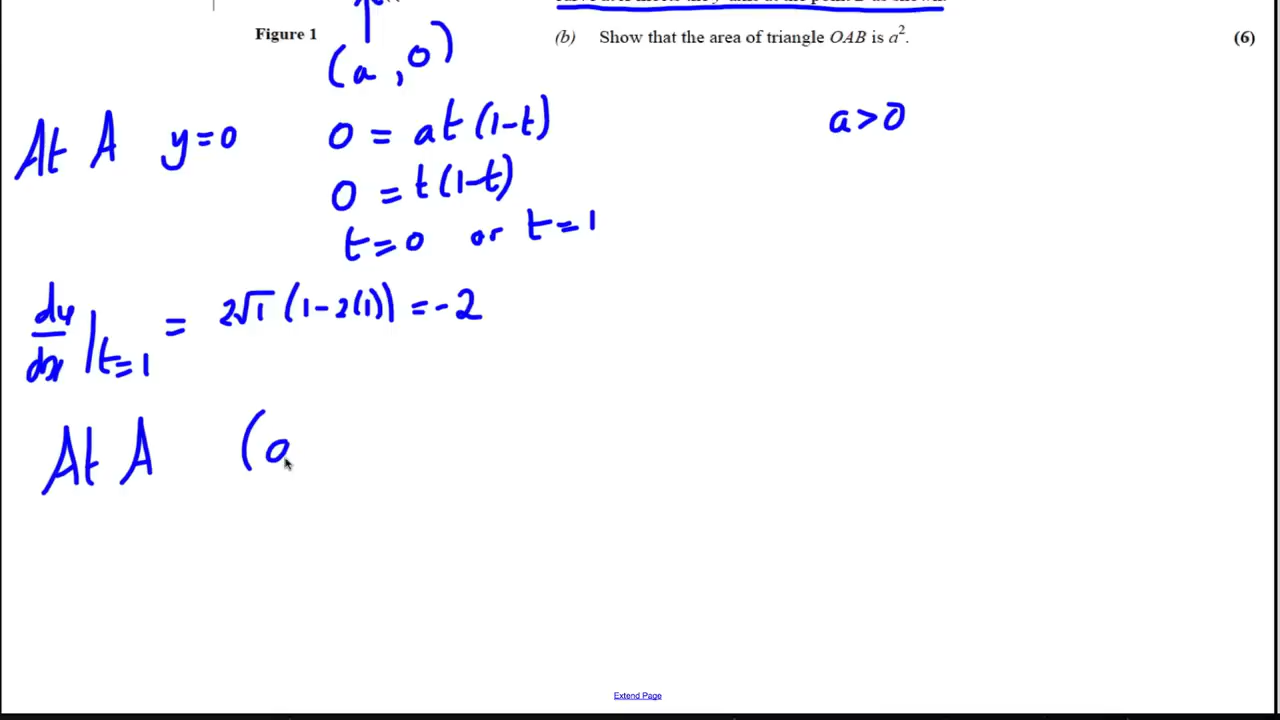 Figure 1
(b) Show that the area of triangle OAB is a².
(6)
(a, 0)
At A y=0 0 = at(1-t)
a>0
0 = t(1-t)
t=0 or t=1
dy/dx|t=1 = 2√1 (1-2(1)) = -2
At A (a
Extend Page